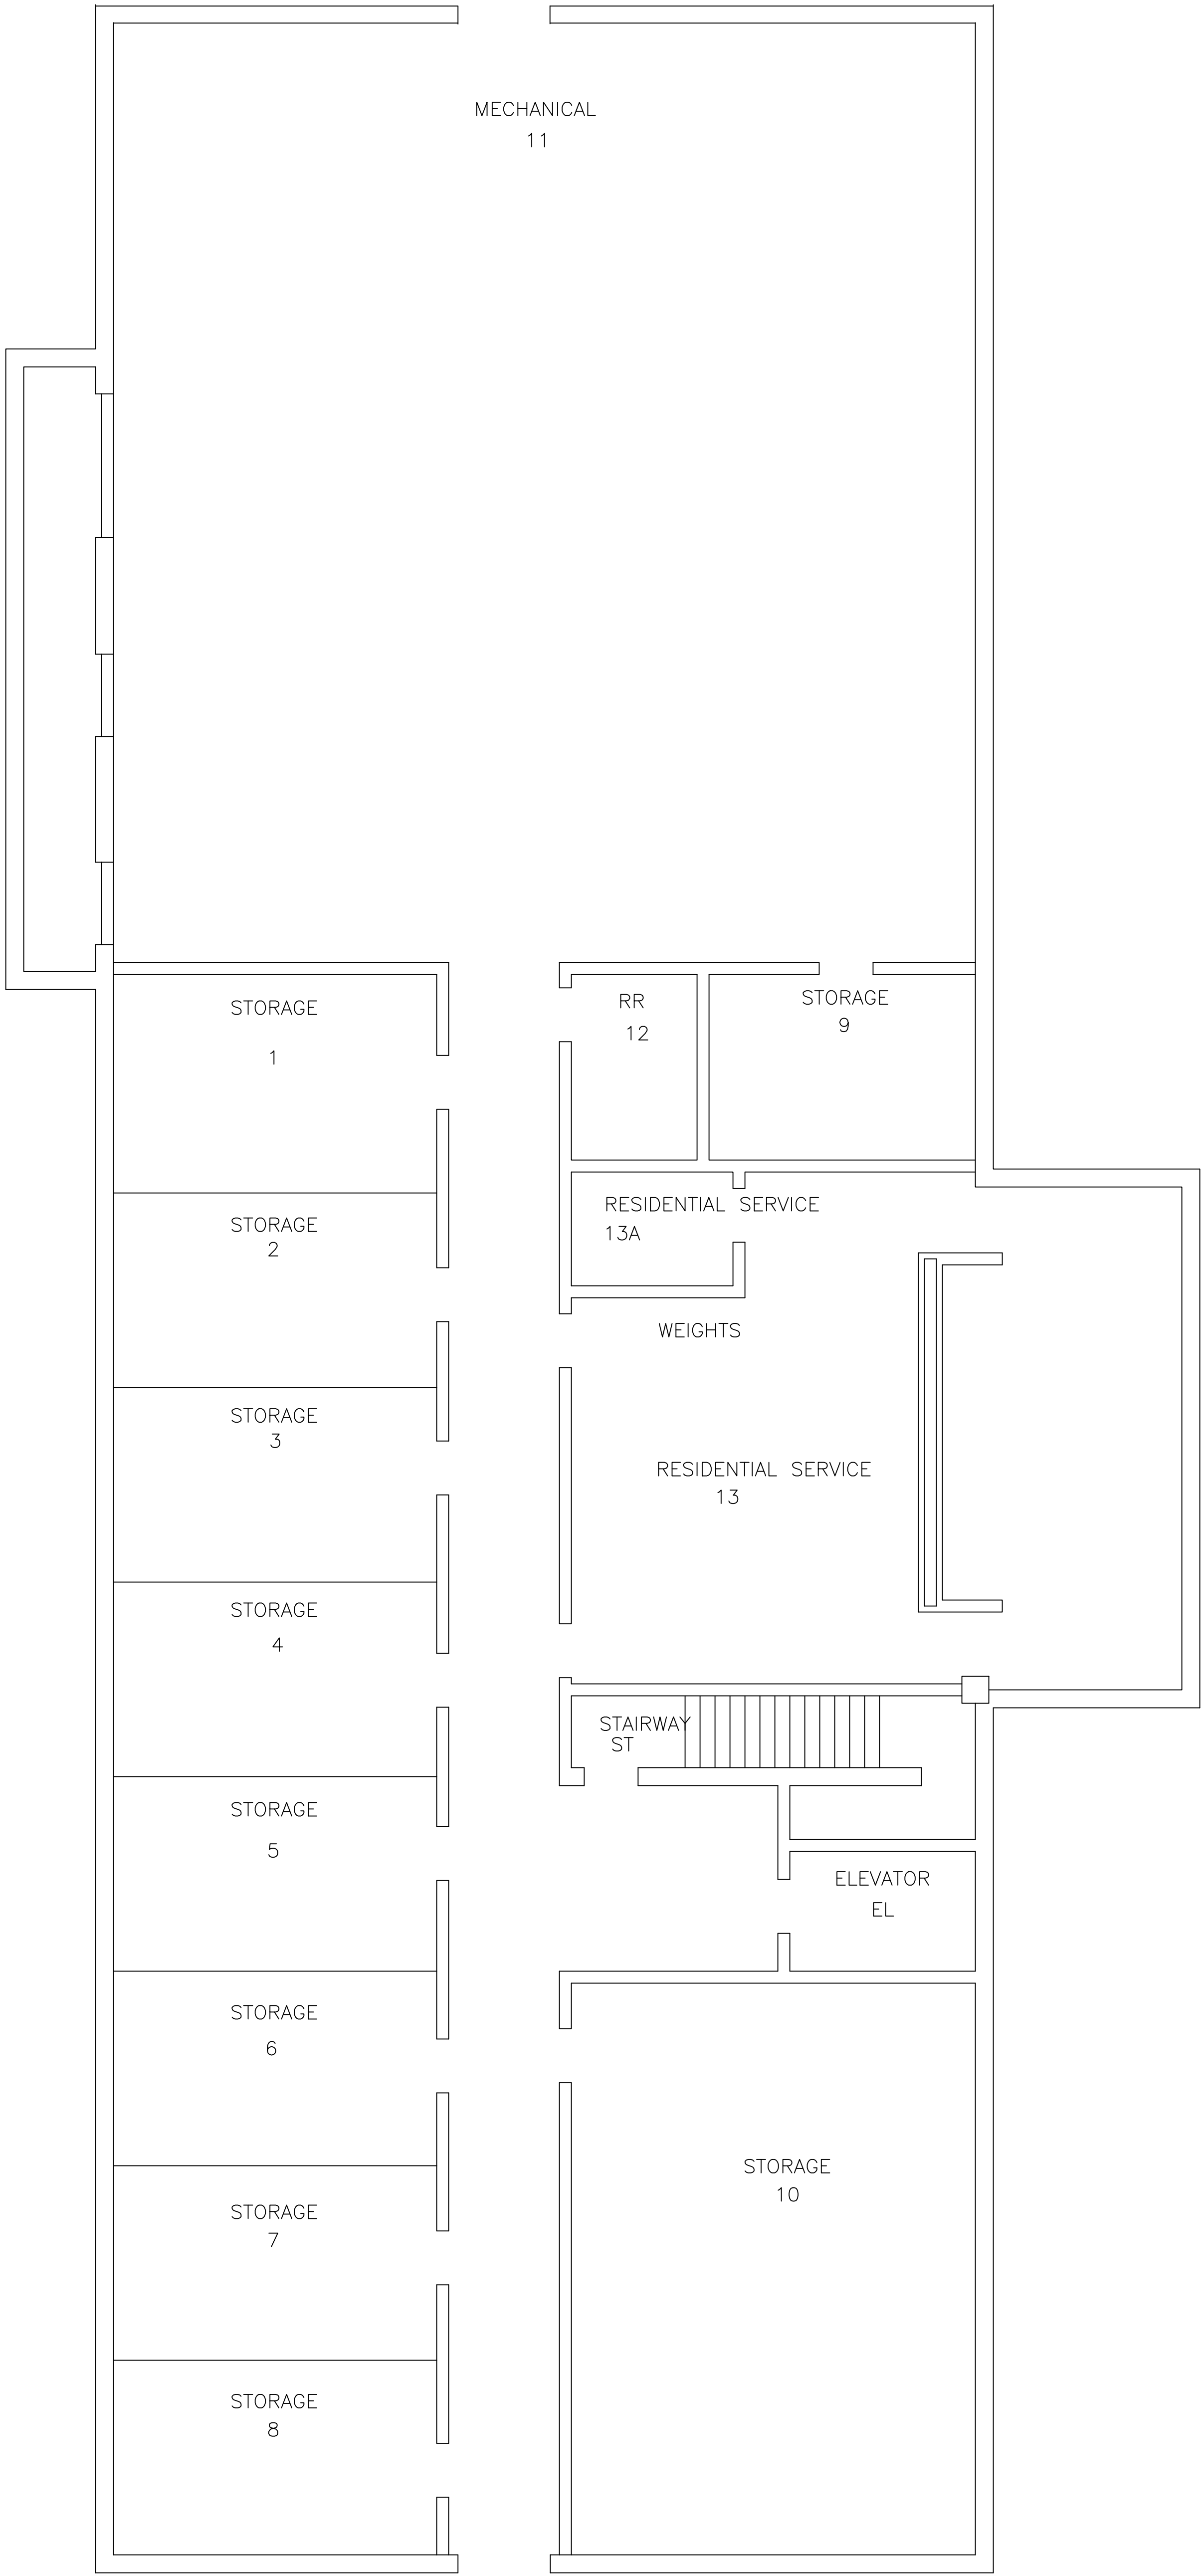 MECHANICAL
11
STORAGE
1
RR
12
STORAGE
9
STORAGE
2
RESIDENTIAL SERVICE
13A
WEIGHTS
STORAGE
3
RESIDENTIAL SERVICE
13
STORAGE
4
STAIRWAY
ST
STORAGE
5
ELEVATOR
EL
STORAGE
6
STORAGE
10
STORAGE
7
STORAGE
8